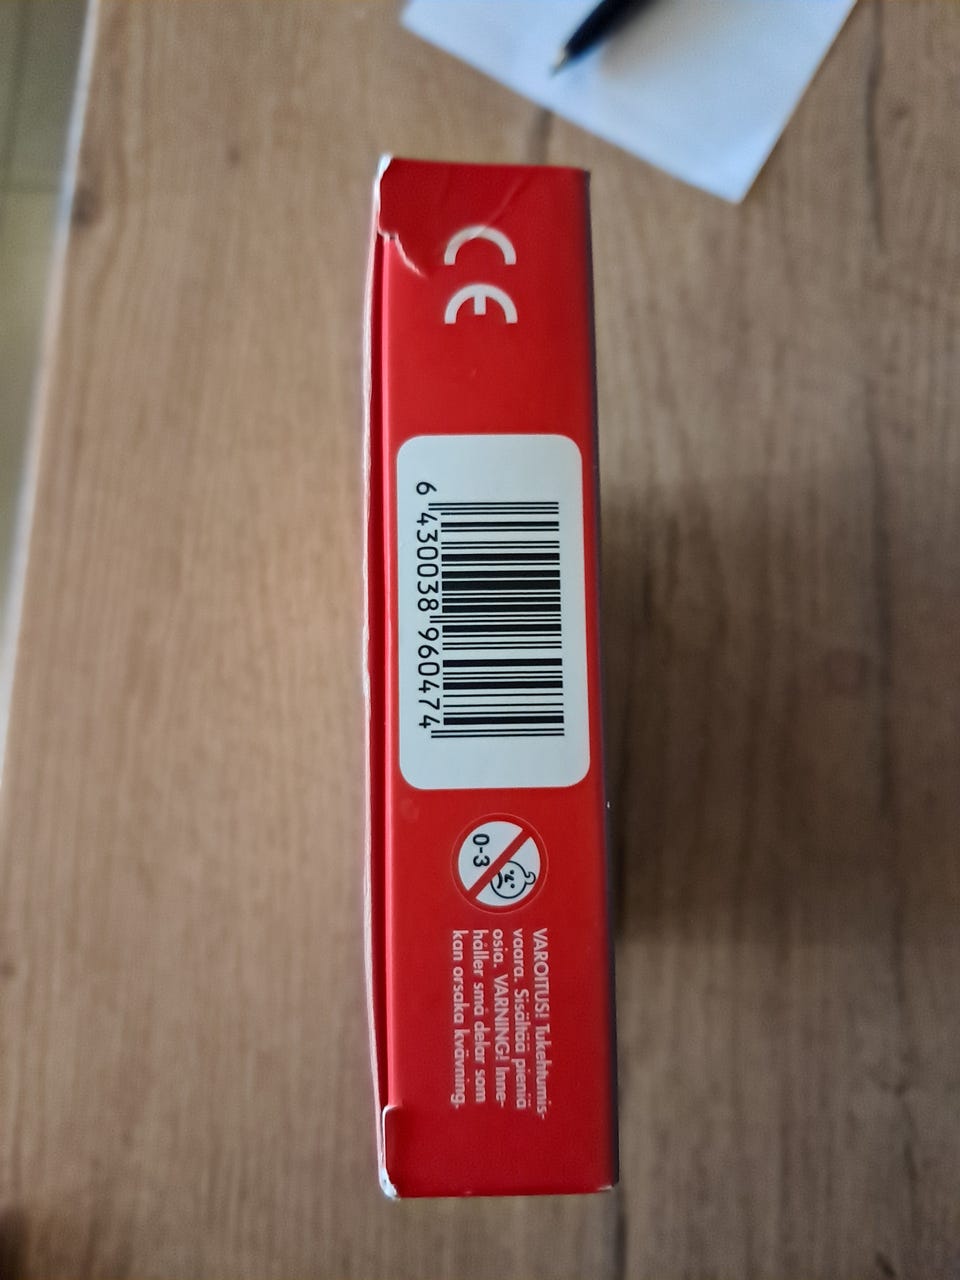 CE
6 430038 960474
0-3
VAROITUS! Tukehtumis-
vaara. Sisältää pieniä
osia. VARNING! Inne-
håller små delar som
kan orsaka kvävning.